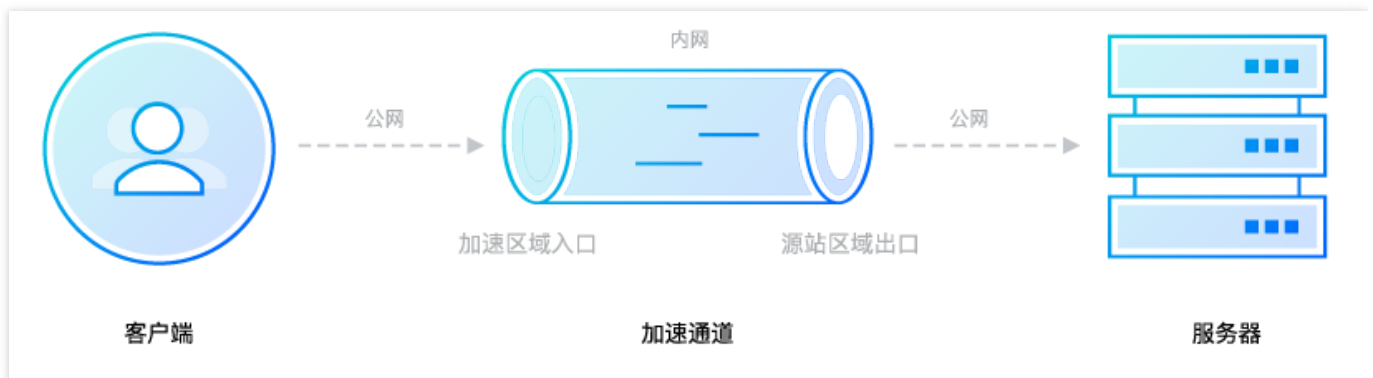 内网
公网
公网
加速区域入口
源站区域出口
客户端
加速通道
服务器